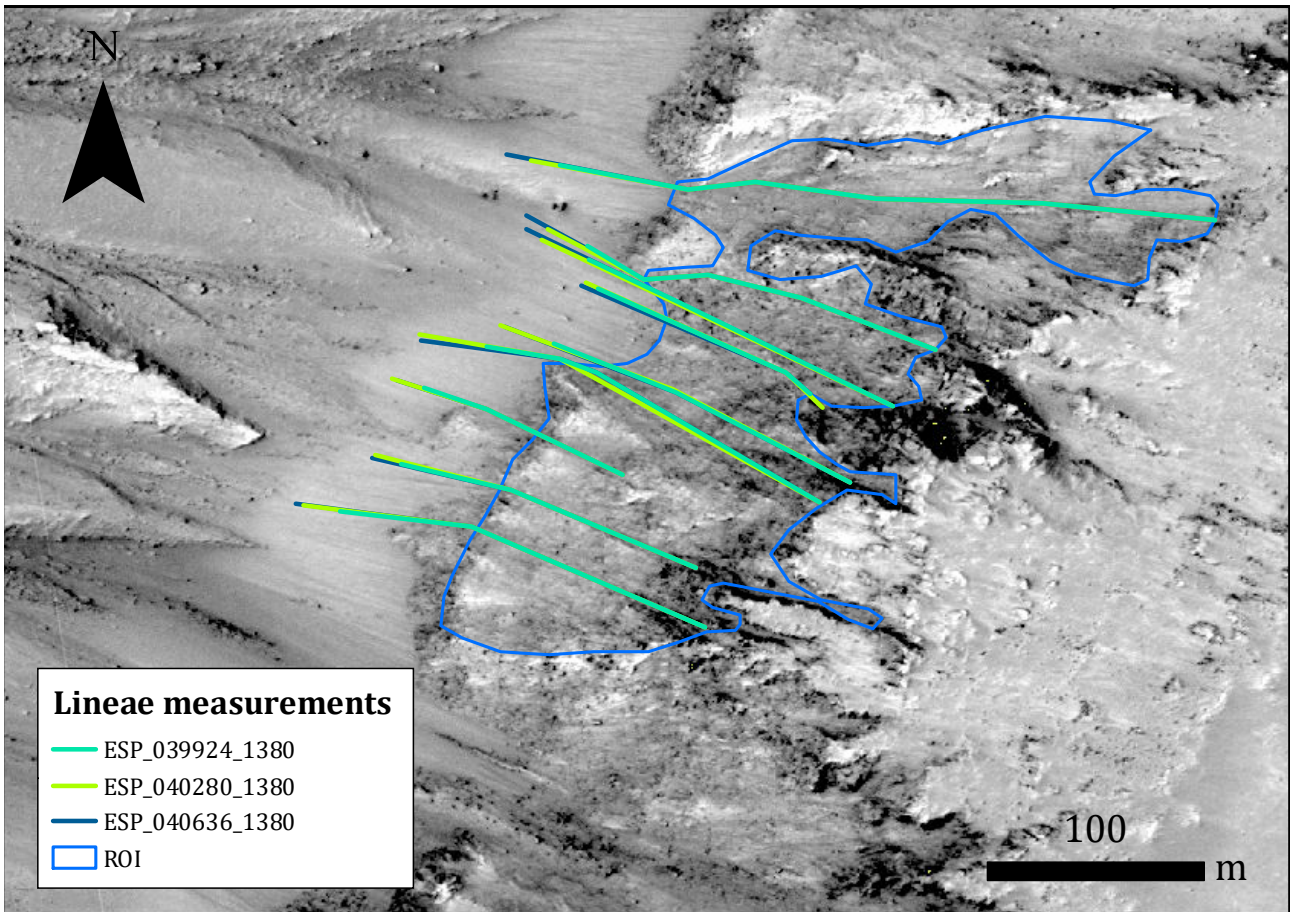 N
Lineae measurements
ESP_039924_1380
ESP_040280_1380
ESP_040636_1380
ROI
100
m